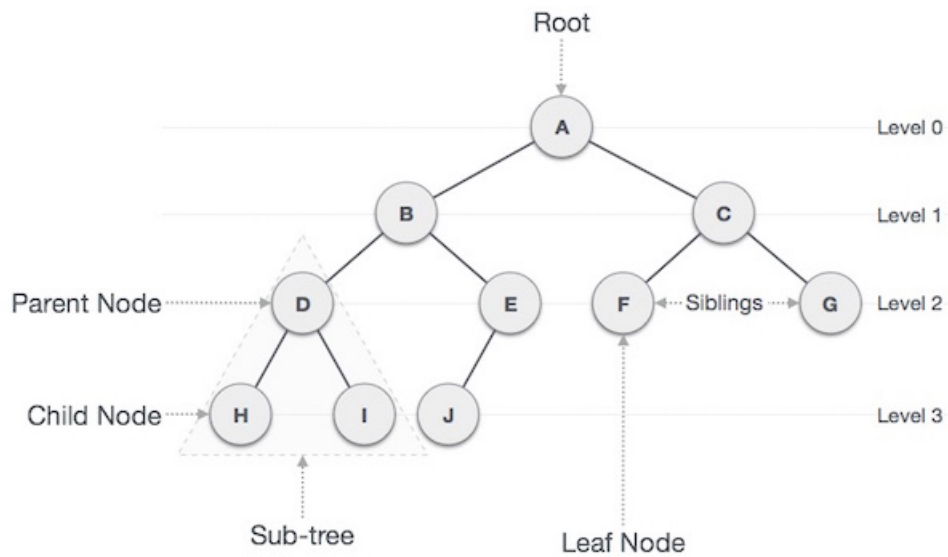 Root
A
Level 0
B
C
Level 1
Parent Node
D
E
F
Siblings
G
Level 2
Child Node
H
I
J
Level 3
Sub-tree
Leaf Node